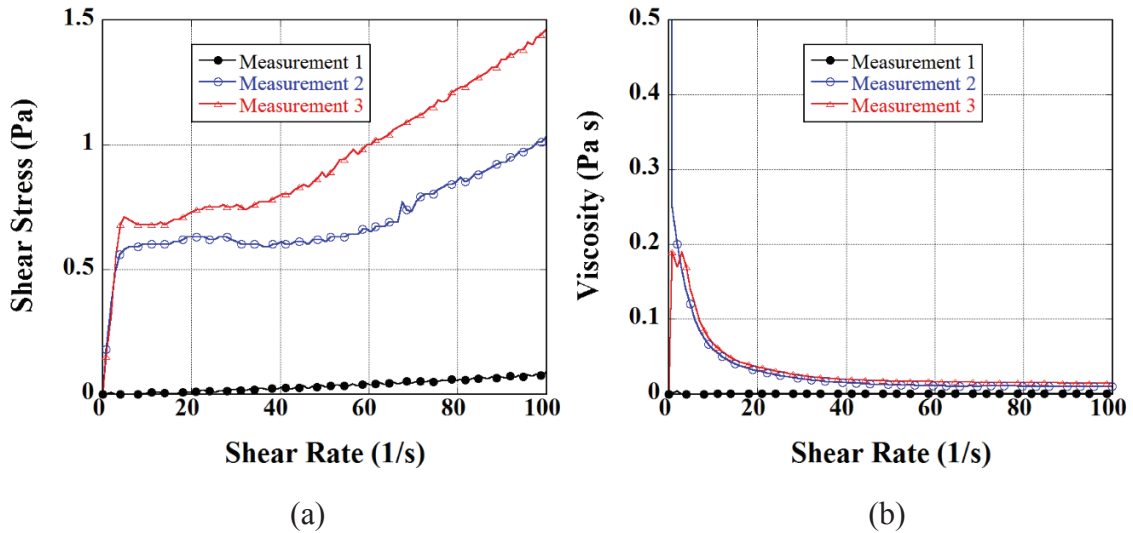 1.5
1
0.5
0
Shear Stress (Pa)
Measurement 1
Measurement 2
Measurement 3
0 20 40 60 80 100
Shear Rate (1/s)
(a)
0.5
0.4
0.3
0.2
0.1
0
Viscosity (Pa s)
Measurement 1
Measurement 2
Measurement 3
0 20 40 60 80 100
Shear Rate (1/s)
(b)